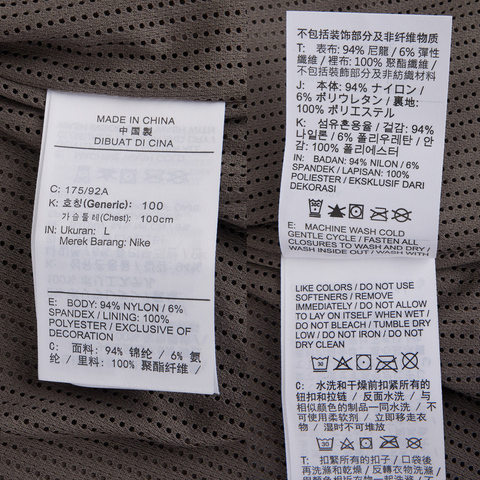 MADE IN CHINA
中国製
DIBUAT DI CINA
C: 175/92A
K: 호칭(Generic): 100
가슴둘레(Chest): 100cm
IN: Ukuran: L
Merek Barang: Nike
E: BODY: 94% NYLON / 6%
SPANDEX / LINING: 100%
POLYESTER / EXCLUSIVE OF
DECORATION
C: 面料: 94% 锦纶 / 6% 氨
纶 / 里料: 100% 聚酯纤维 /
不包括装饰部分及非纤维物质
T: 表布: 94% 尼龍 / 6% 彈性
纖維 / 裡布: 100% 聚酯纖維
/ 不包括裝飾部分及非紡織材料
J: 本体: 94% ナイロン /
6% ポリウレタン / 裏地:
100% ポリエステル
K: 섬유혼용율 / 겉감: 94%
나일론 / 6% 폴리우레탄 / 안
감: 100% 폴리에스터
IN: BADAN: 94% NILON / 6%
SPANDEK / LAPISAN: 100%
POLIESTER / EKSKLUSIF DARI
DEKORASI
E: MACHINE WASH COLD
GENTLE CYCLE / FASTEN ALL
CLOSURES TO WASH AND DRY /
WASH INSIDE OUT / WASH WITH
LIKE COLORS / DO NOT USE
SOFTENERS / REMOVE
IMMEDIATELY / DO NOT ALLOW
TO LAY ON ITSELF WHEN WET /
DO NOT BLEACH / TUMBLE DRY
LOW / DO NOT IRON / DO NOT
DRY CLEAN
C: 水洗和干燥前扣紧所有的
钮扣和拉链 / 反面水洗 / 与
相似颜色的制品一同水洗 / 不
可使用柔顺剂 / 立即移走衣
物 / 湿时不可堆放
T: 扣緊所有的扣子 / 口袋後
再洗滌和乾燥 / 反轉衣物洗滌 /